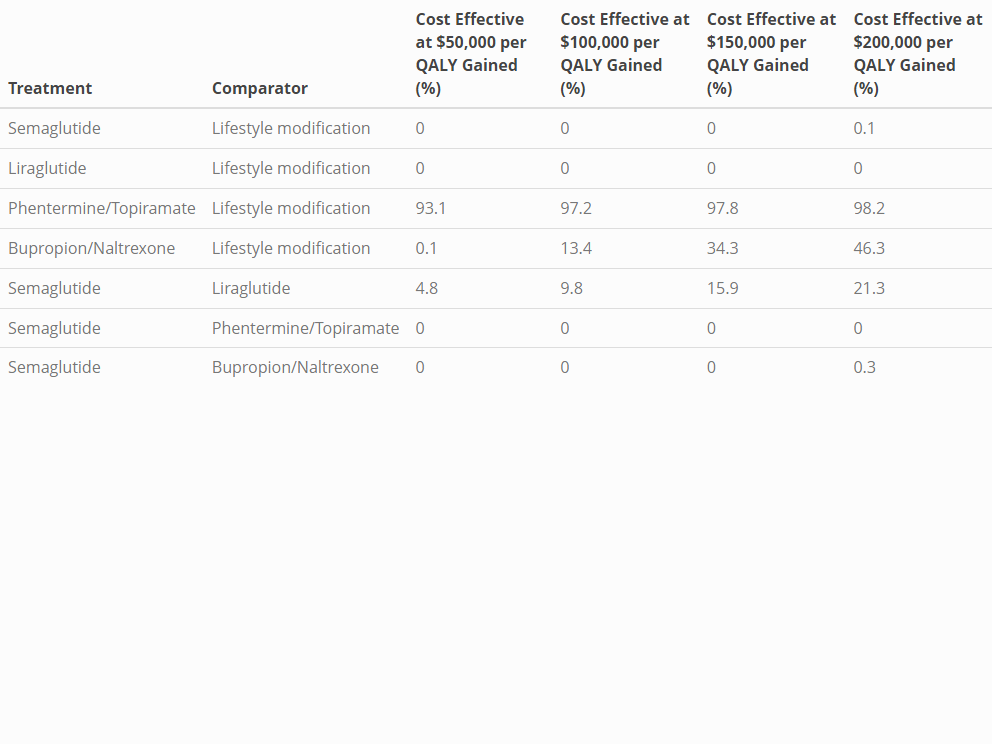 Treatment Comparator Cost Effective at $50,000 per QALY Gained (%) Cost Effective at $100,000 per QALY Gained (%) Cost Effective at $150,000 per QALY Gained (%) Cost Effective at $200,000 per QALY Gained (%)
Semaglutide Lifestyle modification 0 0 0 0.1
Liraglutide Lifestyle modification 0 0 0 0
Phentermine/Topiramate Lifestyle modification 93.1 97.2 97.8 98.2
Bupropion/Naltrexone Lifestyle modification 0.1 13.4 34.3 46.3
Semaglutide Liraglutide 4.8 9.8 15.9 21.3
Semaglutide Phentermine/Topiramate 0 0 0 0
Semaglutide Bupropion/Naltrexone 0 0 0 0.3